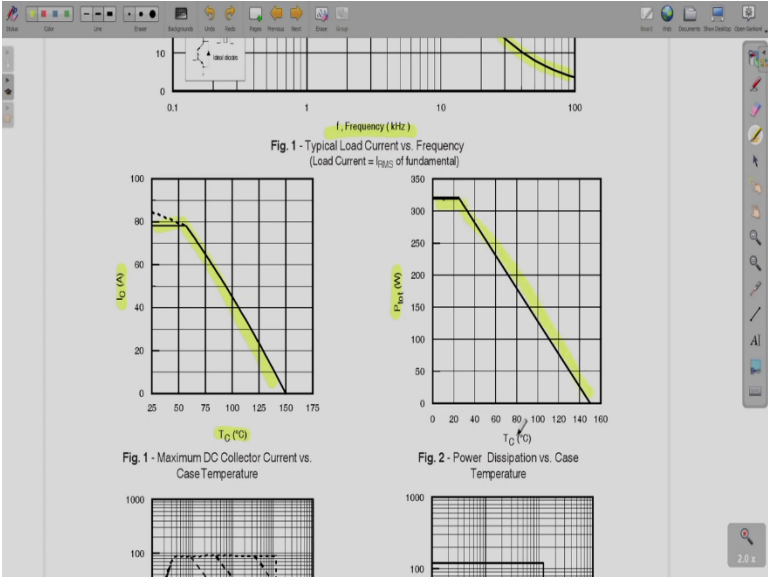 Status
Color
Line
Eraser
Backgrounds
Undo
Redo
Pages
Previous
Next
Erase
Group
Board
Web
Documents
Show Desktop
Open-Sankoré
10
0
Ideal diodes
0.1
1
10
100
f , Frequency ( kHz )
Fig. 1 - Typical Load Current vs. Frequency
(Load Current = IRMS of fundamental)
100
80
60
40
20
0
IC (A)
25 50 75 100 125 150 175
TC (°C)
Fig. 1 - Maximum DC Collector Current vs.
Case Temperature
350
300
250
200
150
100
50
0
Ptot (W)
0 20 40 60 80 100 120 140 160
TC (°C)
Fig. 2 - Power Dissipation vs. Case
Temperature
1000
100
1000
100
A
2.0 x